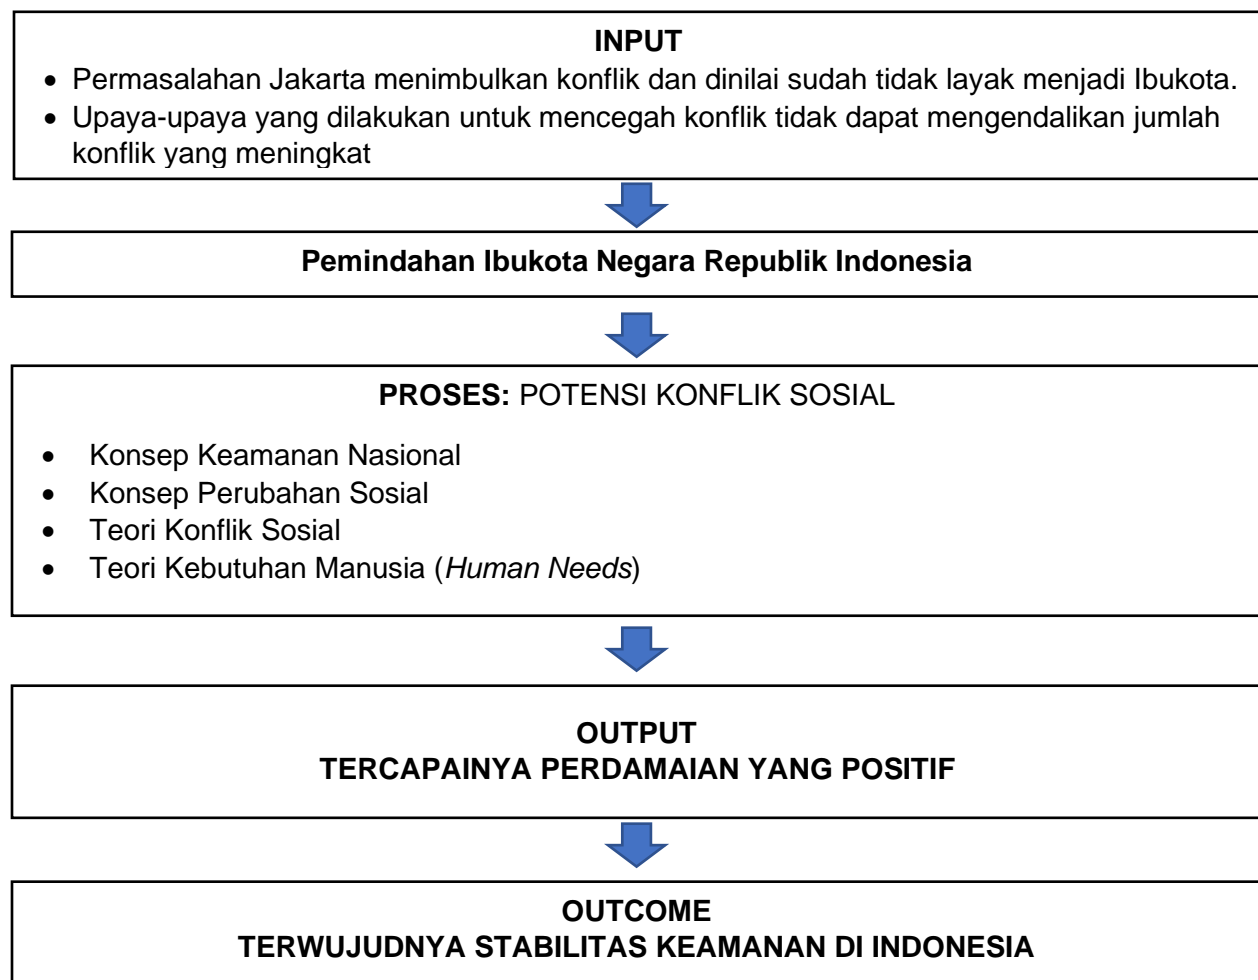 INPUT
• Permasalahan Jakarta menimbulkan konflik dan dinilai sudah tidak layak menjadi Ibukota.
• Upaya-upaya yang dilakukan untuk mencegah konflik tidak dapat mengendalikan jumlah
konflik yang meningkat
Pemindahan Ibukota Negara Republik Indonesia
PROSES: POTENSI KONFLIK SOSIAL
• Konsep Keamanan Nasional
• Konsep Perubahan Sosial
• Teori Konflik Sosial
• Teori Kebutuhan Manusia (Human Needs)
OUTPUT
TERCAPAINYA PERDAMAIAN YANG POSITIF
OUTCOME
TERWUJUDNYA STABILITAS KEAMANAN DI INDONESIA